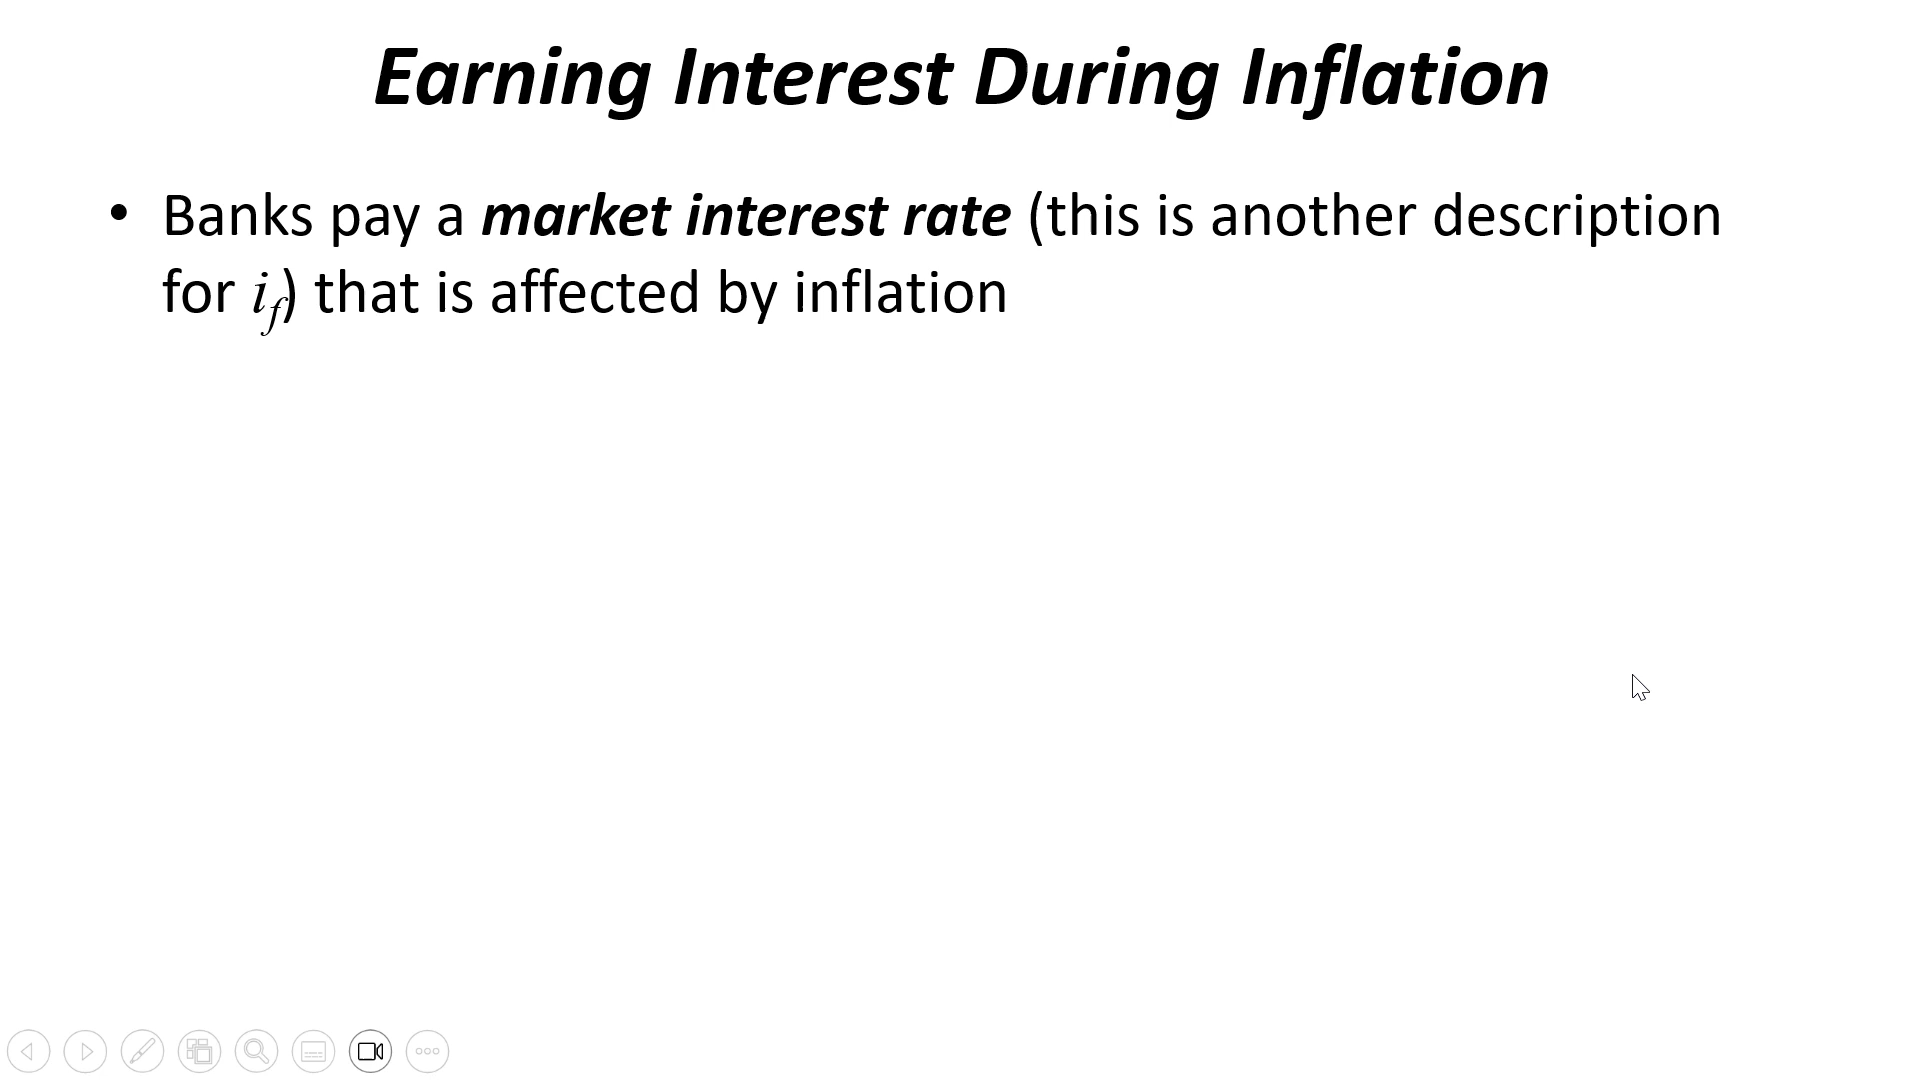 Earning Interest During Inflation
• Banks pay a market interest rate (this is another description
for i_f) that is affected by inflation